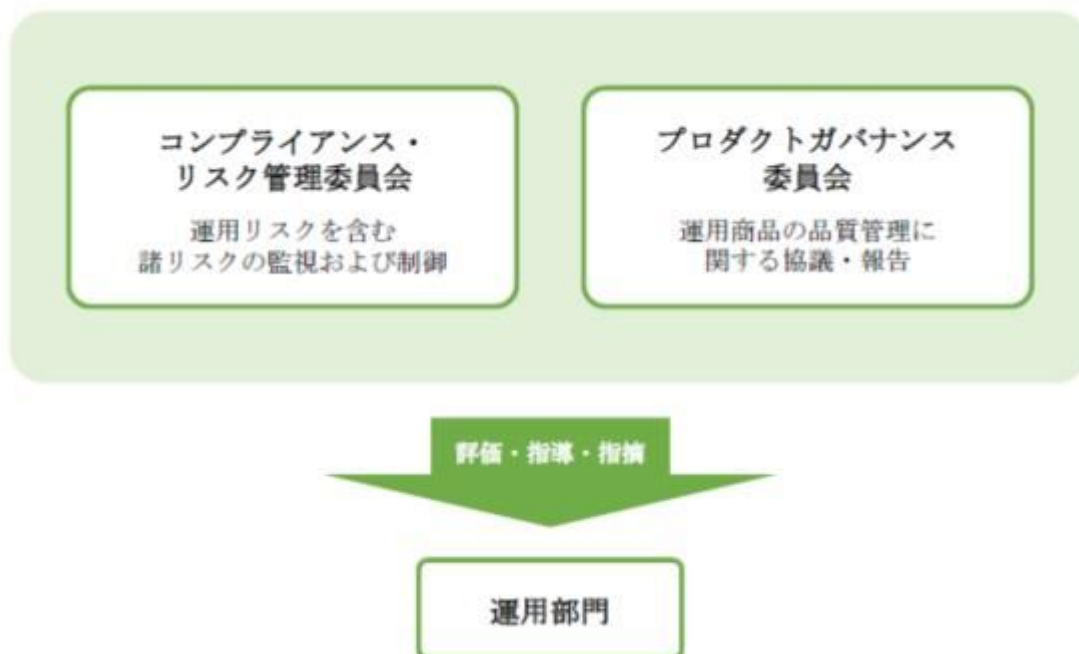 コンプライアンス・
リスク管理委員会
運用リスクを含む
諸リスクの監視および制御
プロダクトガバナンス
委員会
運用商品の品質管理に
関する協議・報告
評価・指導・指摘
運用部門